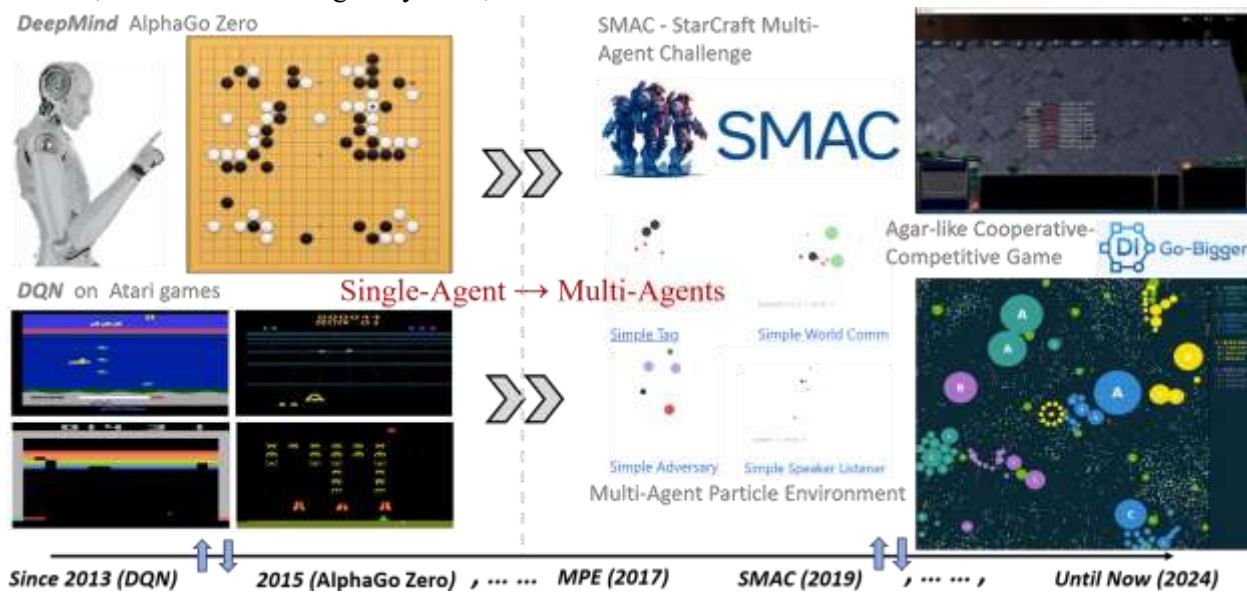 DeepMind AlphaGo Zero
SMAC - StarCraft Multi-
Agent Challenge
SMAC
Agar-like Cooperative-
Competitive Game
Di
Go-Bigger
DQN on Atari games
Single-Agent → Multi-Agents
Simple Tag
Simple World Comm
A
A
A
C
Simple Adversary
Simple Speaker Listener
Multi-Agent Particle Environment
Since 2013 (DQN)
2015 (AlphaGo Zero)
, ... ...
MPE (2017)
SMAC (2019)
, ... ... ,
Until Now (2024)